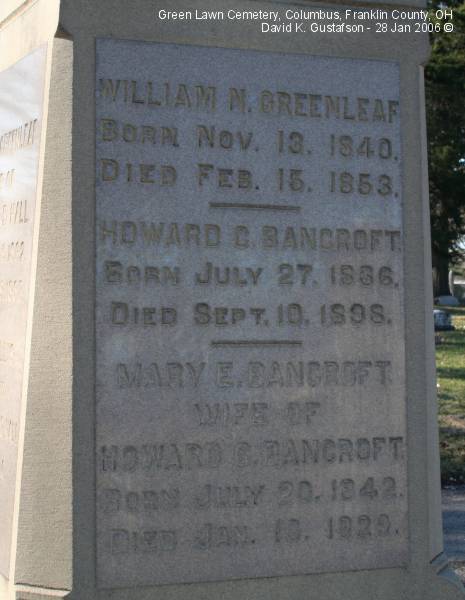 Green Lawn Cemetery, Columbus, Franklin County, OH
David K. Gustafson - 28 Jan 2006 ©
WILLIAM N. GREENLEAF
BORN NOV. 13. 1840.
DIED FEB. 15. 1853.
HOWARD C. BANCROFT.
BORN JULY 27. 1836.
DIED SEPT. 10. 1898.
MARY E. BANCROFT
WIFE OF
HOWARD C. BANCROFT.
BORN JULY 20. 1842.
DIED JAN. 18. 1929.